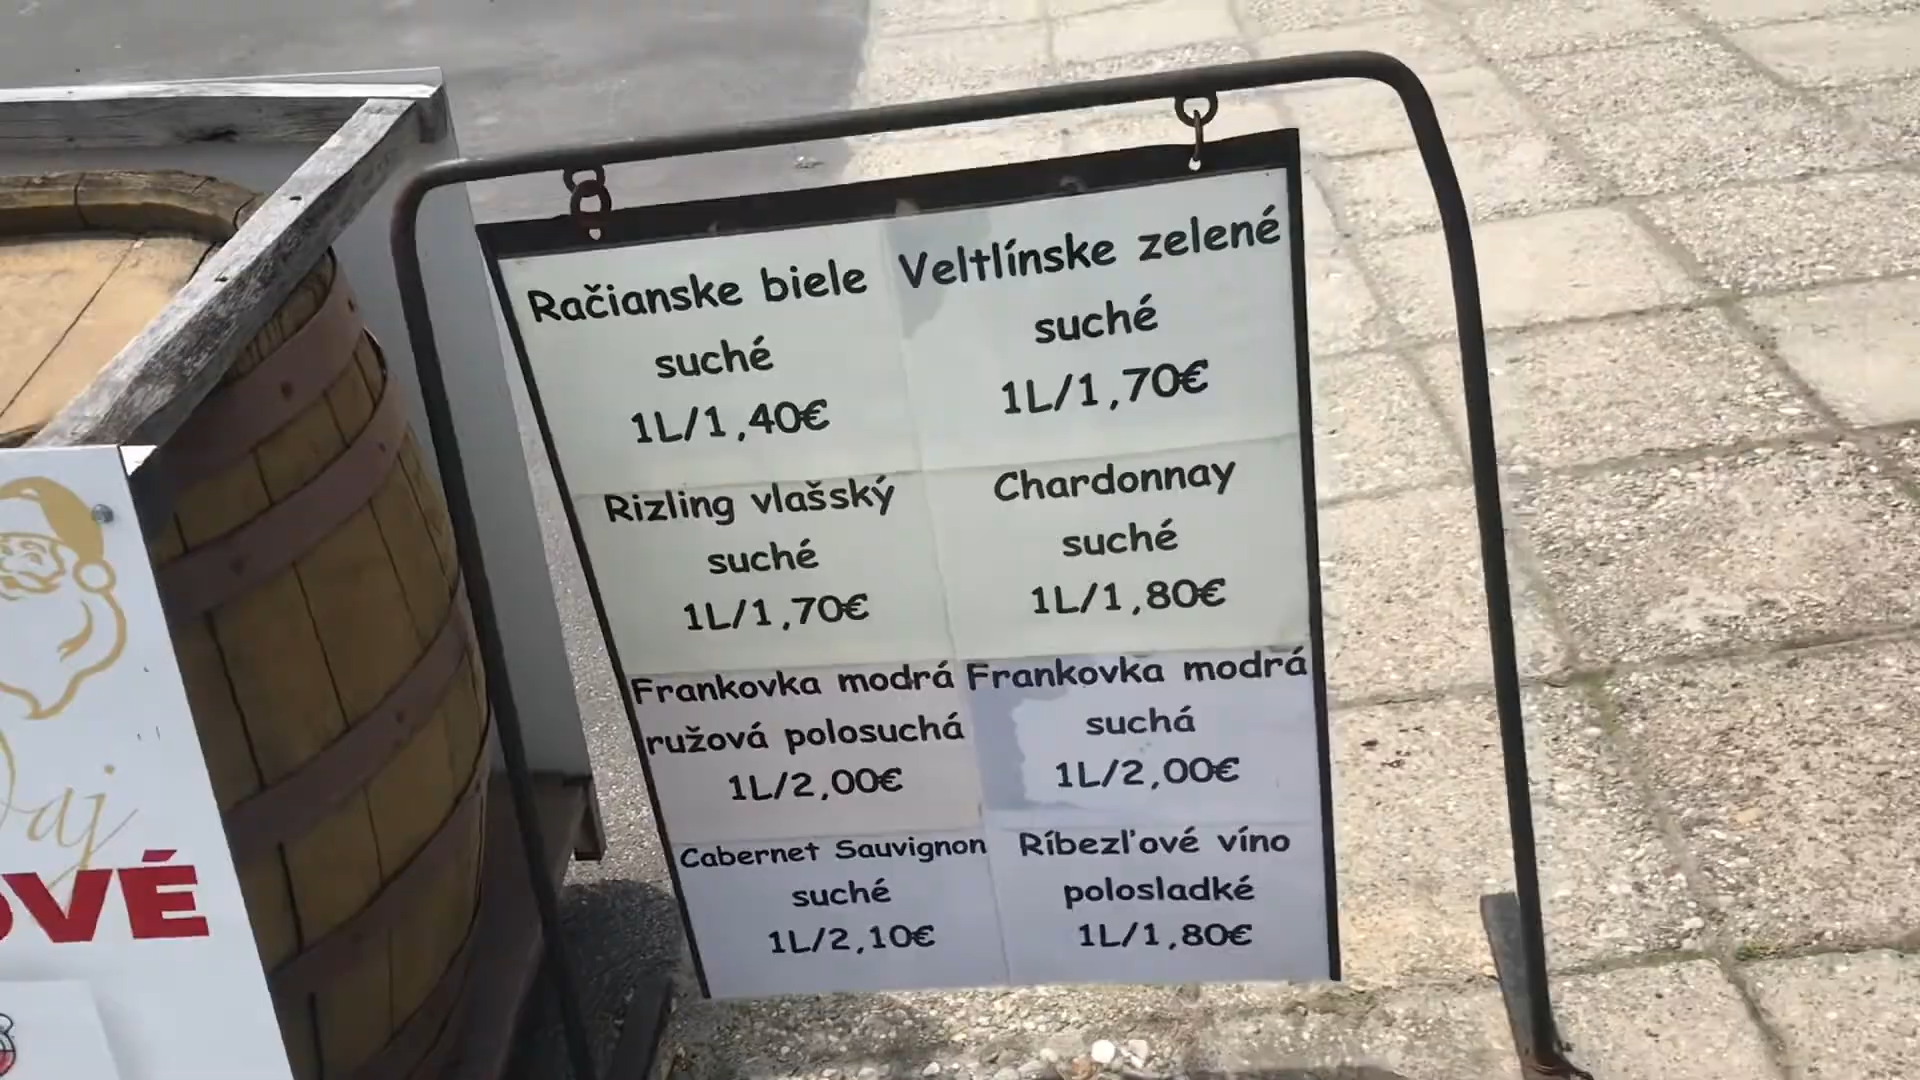 Račianske biele
suché
1L/1,40€
Veltlínske zelené
suché
1L/1,70€
Rizling vlašský
suché
1L/1,70€
Chardonnay
suché
1L/1,80€
Frankovka modrá
ružová polosuchá
1L/2,00€
Frankovka modrá
suchá
1L/2,00€
Cabernet Sauvignon
suché
1L/2,10€
Ríbezľové víno
polosladké
1L/1,80€